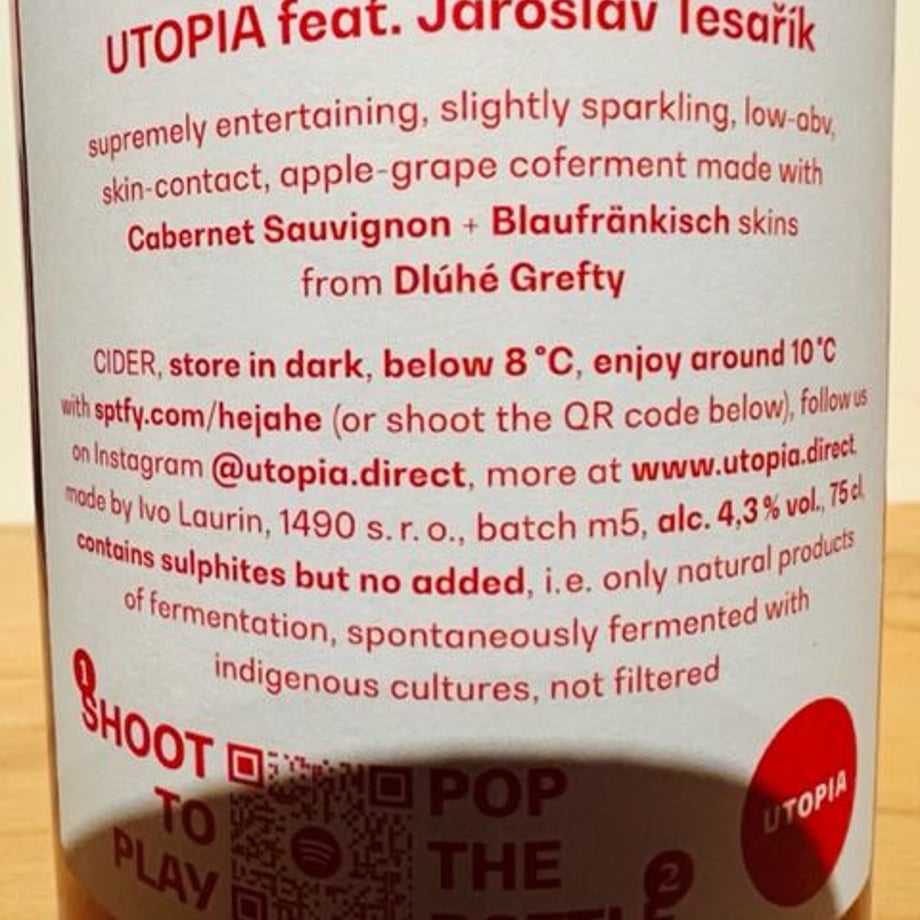 UTOPIA feat. Jaroslav Tesařík
supremely entertaining, slightly sparkling, low-abv,
skin-contact, apple-grape coferment made with
Cabernet Sauvignon + Blaufränkisch skins
from Dlúhé Grefty
CIDER, store in dark, below 8 °C, enjoy around 10 °C
with sptfy.com/hejahe (or shoot the QR code below), follow us
on Instagram @utopia.direct, more at www.utopia.direct,
made by Ivo Laurin, 1490 s. r. o., batch m5, alc. 4,3 % vol., 75 cl,
contains sulphites but no added, i.e. only natural products
of fermentation, spontaneously fermented with
indigenous cultures, not filtered
1
SHOOT
TO
PLAY
POP
THE
BOTTLE
2
UTOPIA